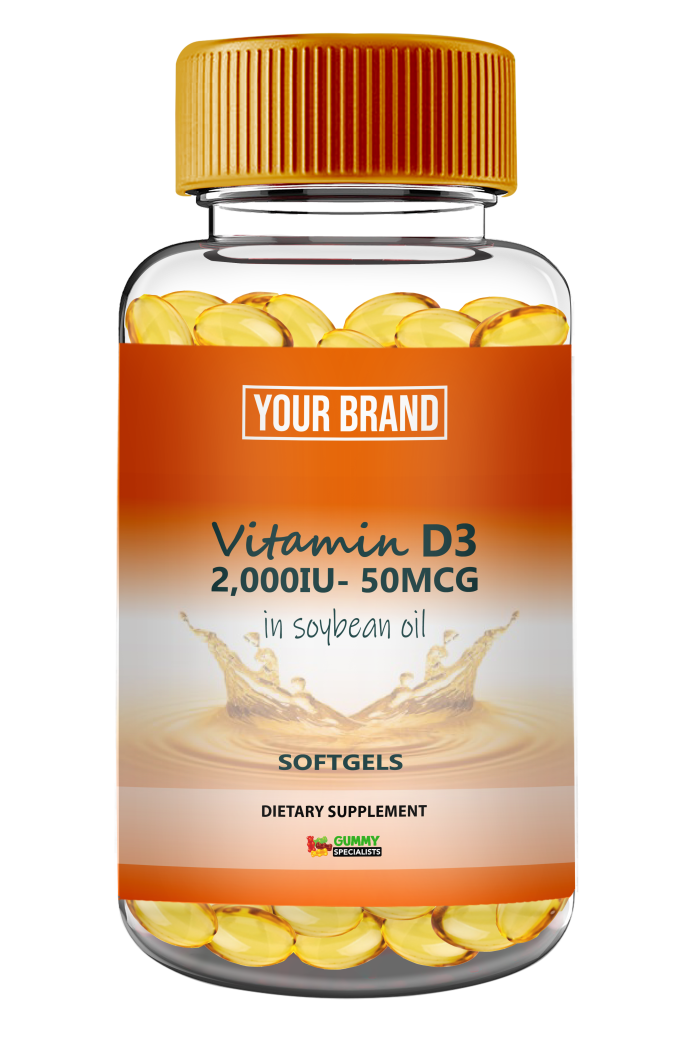 YOUR BRAND
Vitamin D3
2,000IU- 50MCG
in soybean oil
SOFTGELS
DIETARY SUPPLEMENT
GUMMY
SPECIALISTS